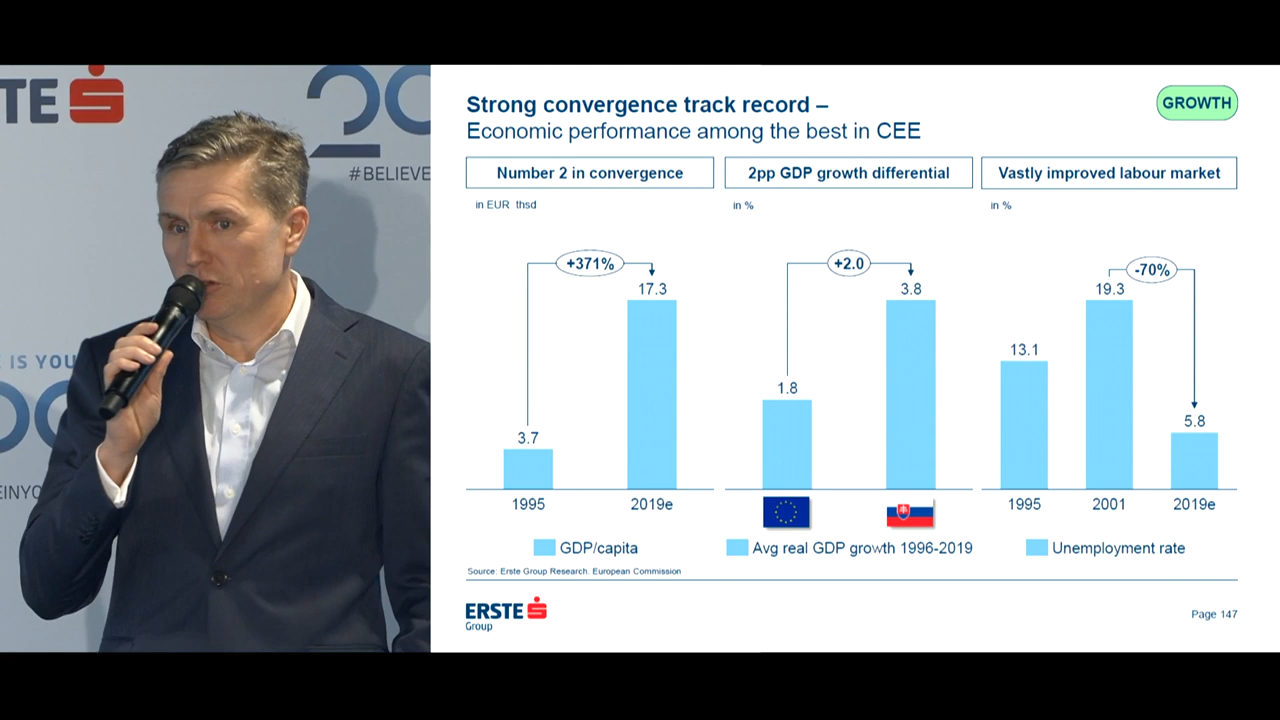 TE
20
#BELIEVE
IS YOU
EINYO
Strong convergence track record –
Economic performance among the best in CEE
GROWTH
Number 2 in convergence
in EUR thsd
+371%
3.7
17.3
1995
2019e
GDP/capita
2pp GDP growth differential
in %
+2.0
1.8
3.8
Avg real GDP growth 1996-2019
Vastly improved labour market
in %
-70%
13.1
19.3
5.8
1995
2001
2019e
Unemployment rate
Source: Erste Group Research. European Commission
ERSTE
Group
Page 147